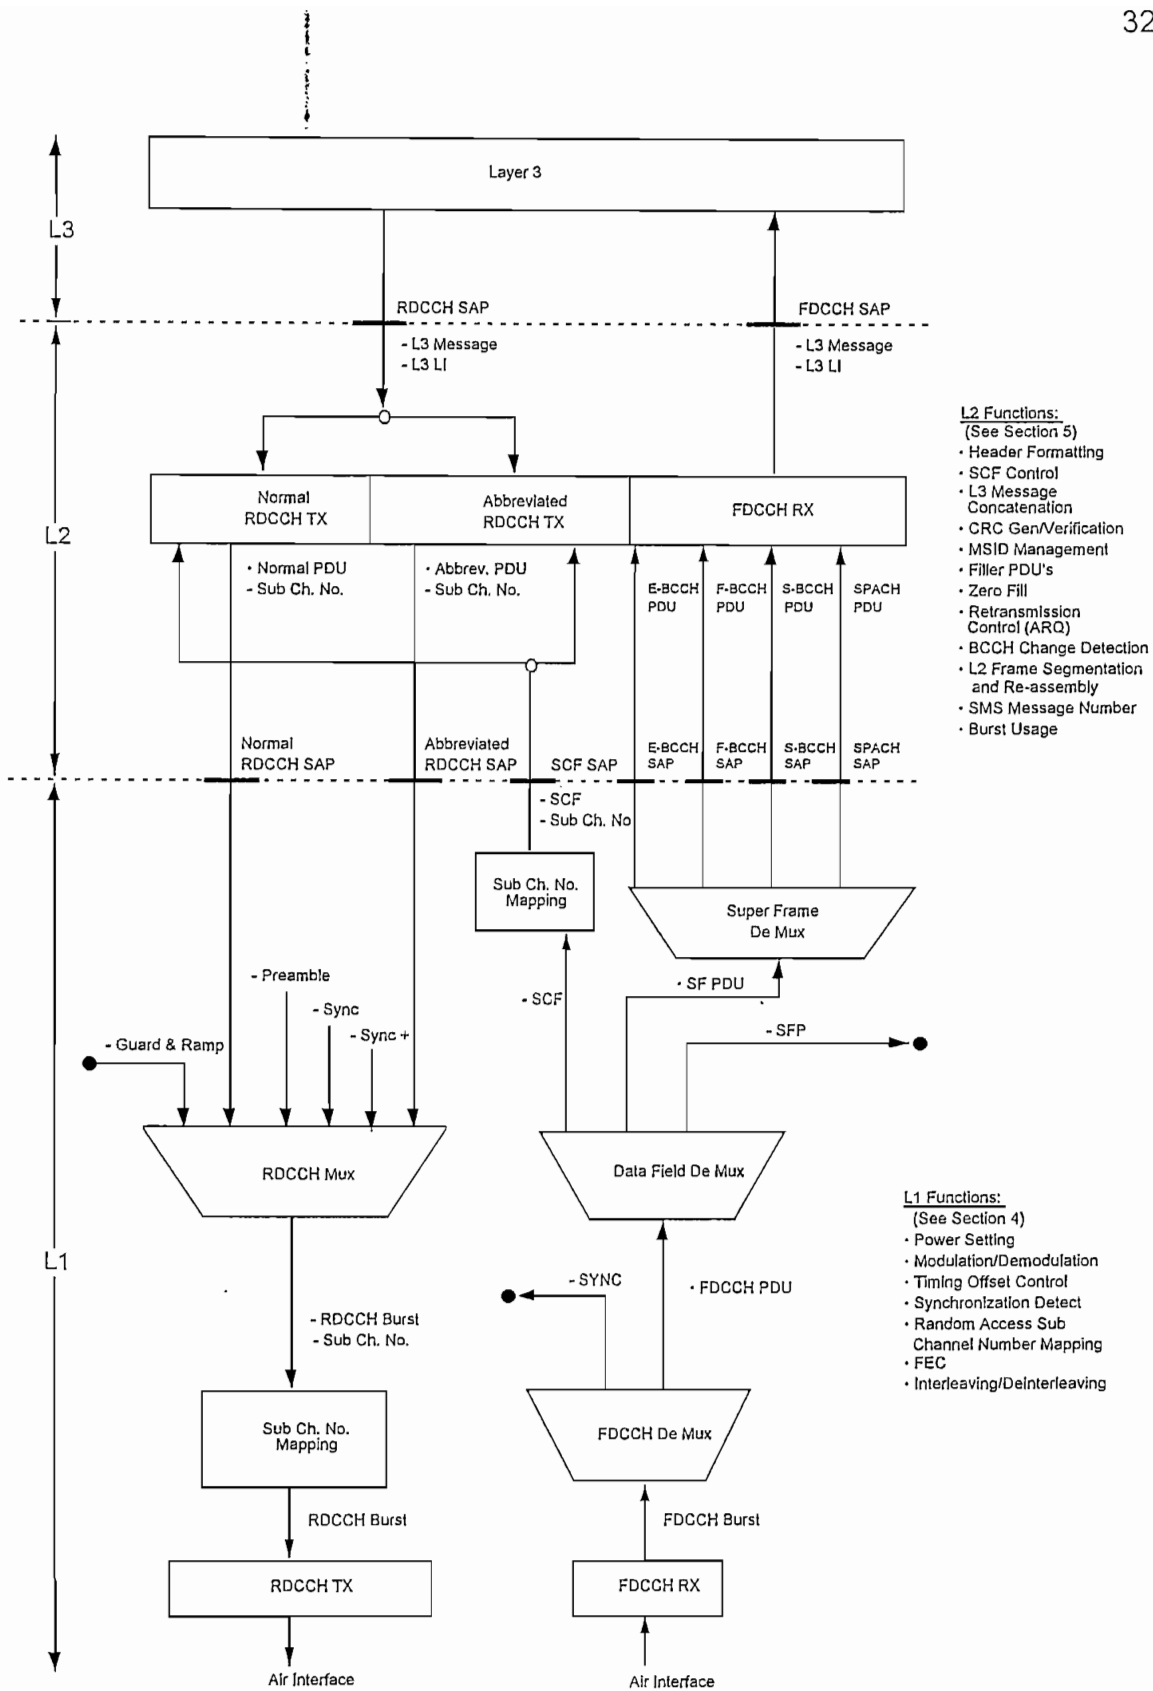 32
Layer 3
L3
RDCCH SAP
FDCCH SAP
- L3 Message
- L3 LI
- L3 Message
- L3 LI
L2 Functions:
(See Section 5)
· Header Formatting
· SCF Control
· L3 Message
Concatenation
· CRC Gen/Verification
· MSID Management
· Filler PDU's
· Zero Fill
· Retransmission
Control (ARQ)
· BCCH Change Detection
· L2 Frame Segmentation
and Re-assembly
· SMS Message Number
· Burst Usage
Normal
RDCCH TX
Abbreviated
RDCCH TX
FDCCH RX
L2
· Normal PDU
- Sub Ch. No.
· Abbrev. PDU
- Sub Ch. No.
E-BCCH
PDU
F-BCCH
PDU
S-BCCH
PDU
SPACH
PDU
Normal
RDCCH SAP
Abbreviated
RDCCH SAP
SCF SAP
E-BCCH
SAP
F-BCCH
SAP
S-BCCH
SAP
SPACH
SAP
- SCF
- Sub Ch. No
Sub Ch. No.
Mapping
Super Frame
De Mux
- Preamble
- Sync
- Sync +
- Guard & Ramp
- SCF
· SF PDU
- SFP
RDCCH Mux
Data Field De Mux
L1
L1 Functions:
(See Section 4)
· Power Setting
· Modulation/Demodulation
· Timing Offset Control
· Synchronization Detect
· Random Access Sub
Channel Number Mapping
· FEC
· Interleaving/Deinterleaving
- SYNC
· FDCCH PDU
- RDCCH Burst
- Sub Ch. No.
Sub Ch. No.
Mapping
FDCCH De Mux
RDCCH Burst
FDCCH Burst
RDCCH TX
FDCCH RX
Air Interface
Air Interface